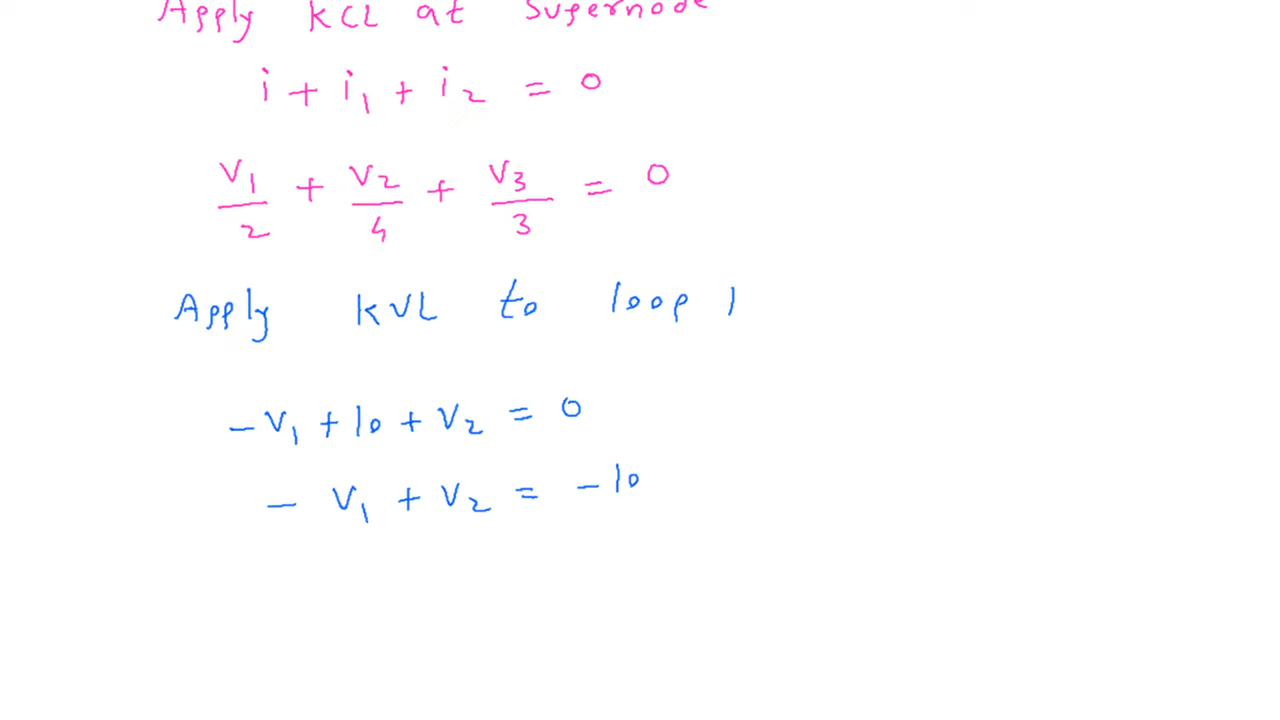 Apply KCL at Supernode
i + i₁ + i₂ = 0
V₁/2 + V₂/4 + V₃/3 = 0
Apply KVL to loop 1
-V₁ + 10 + V₂ = 0
- V₁ + V₂ = -10